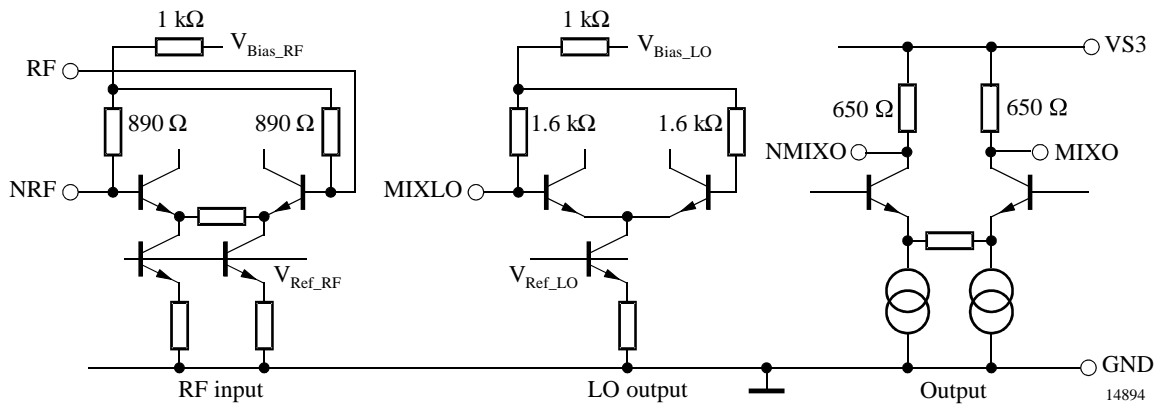 1 kΩ
V_Bias_RF
1 kΩ
V_Bias_LO
VS3
RF
890 Ω
890 Ω
1.6 kΩ
1.6 kΩ
650 Ω
650 Ω
NRF
MIXLO
NMIXO
MIXO
V_Ref_RF
V_Ref_LO
GND
RF input
LO output
Output
14894